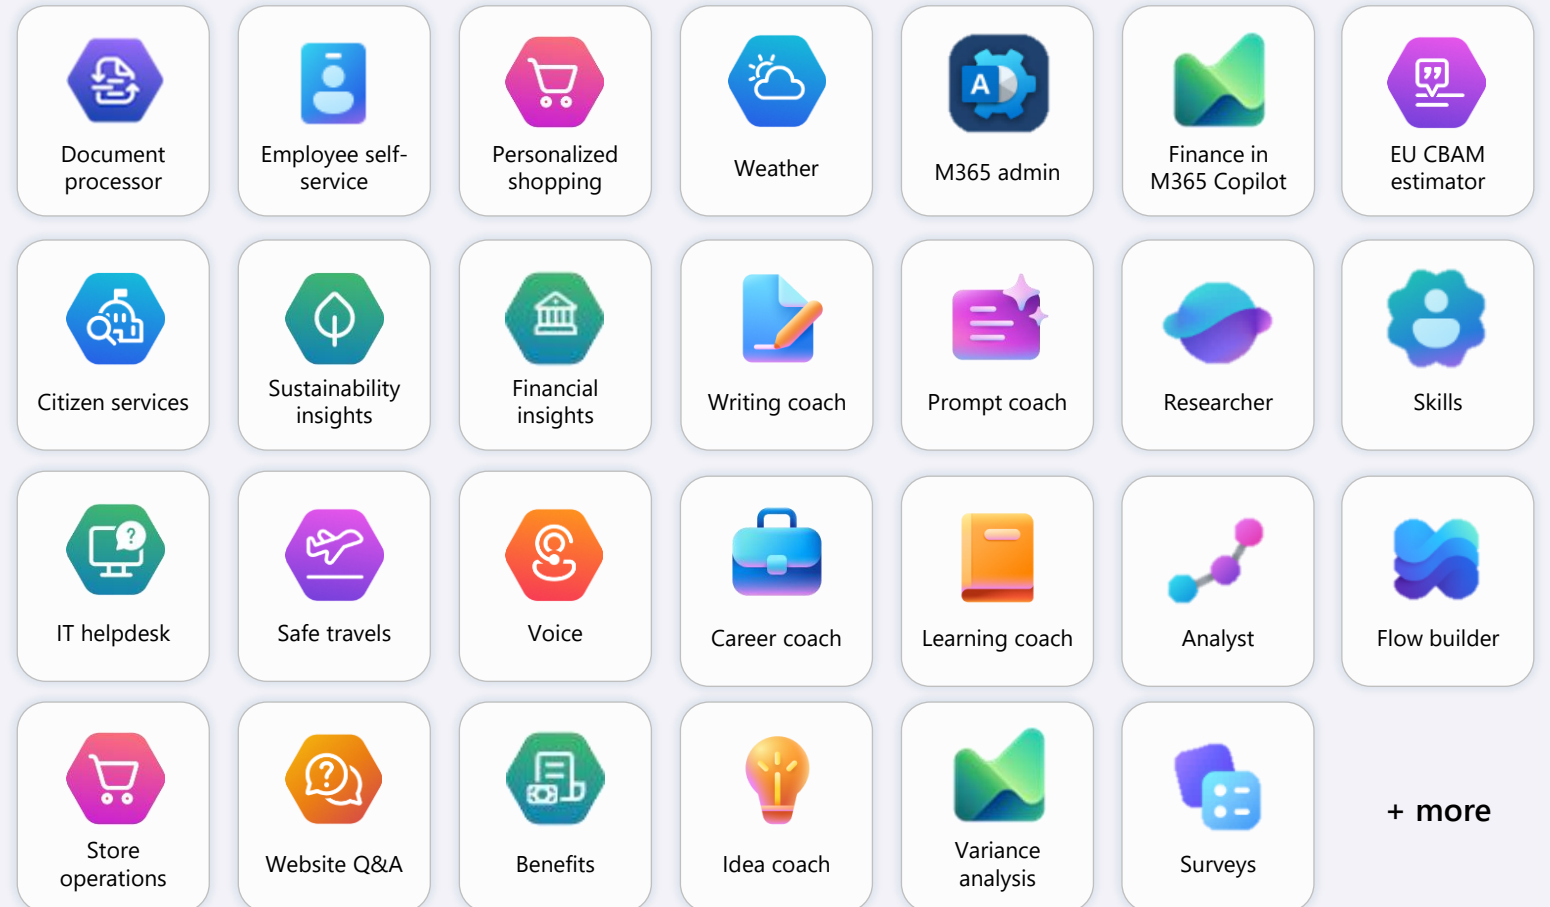 Document
processor
Employee self-
service
Personalized
shopping
Weather
A
M365 admin
Finance in
M365 Copilot
EU CBAM
estimator
Citizen services
Sustainability
insights
Financial
insights
Writing coach
Prompt coach
Researcher
Skills
?
IT helpdesk
Safe travels
Voice
Career coach
Learning coach
Analyst
Flow builder
Store
operations
?
Website Q&A
Benefits
Idea coach
Variance
analysis
Surveys
+ more